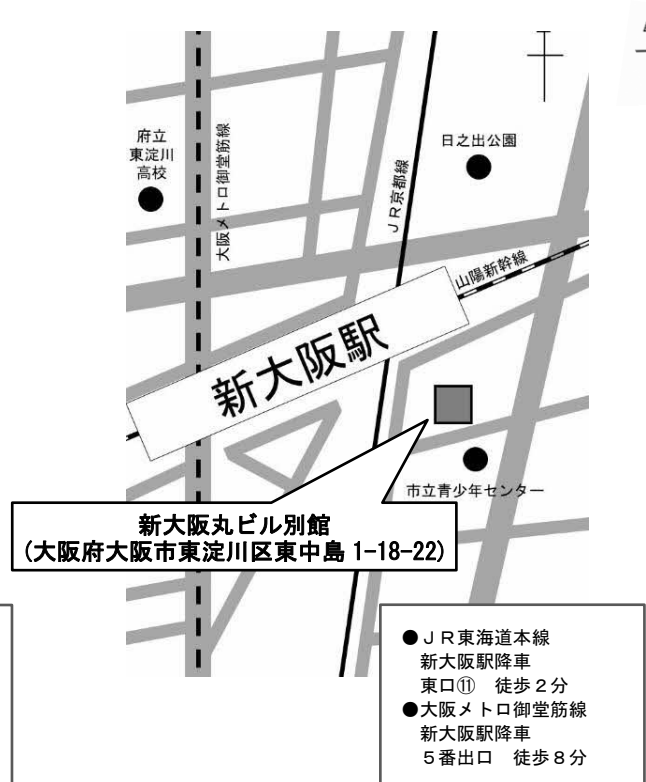 府立
東淀川
高校
大阪メトロ御堂筋線
JR京都線
日之出公園
山陽新幹線
新大阪駅
市立青少年センター
新大阪丸ビル別館
(大阪府大阪市東淀川区東中島 1-18-22)
●ＪＲ東海道本線
新大阪駅降車
東口⑪　徒歩２分
●大阪メトロ御堂筋線
新大阪駅降車
５番出口　徒歩８分